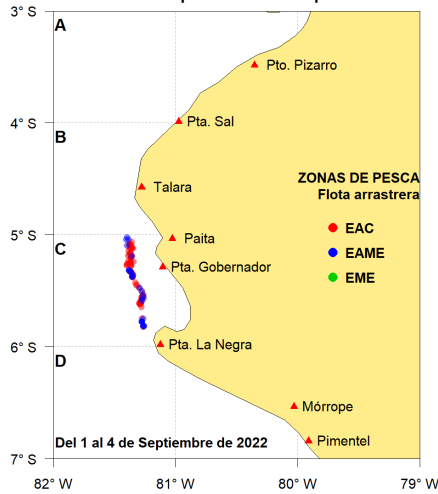 3° S
A
Pto. Pizarro
4° S
Pta. Sal
B
Talara
ZONAS DE PESCA
Flota arrastrera
EAC
5° S
Paita
C
EAME
Pta. Gobernador
EME
6° S
Pta. La Negra
D
Mórrope
Del 1 al 4 de Septiembre de 2022
Pimentel
7° S
82° W
81° W
80° W
79° W